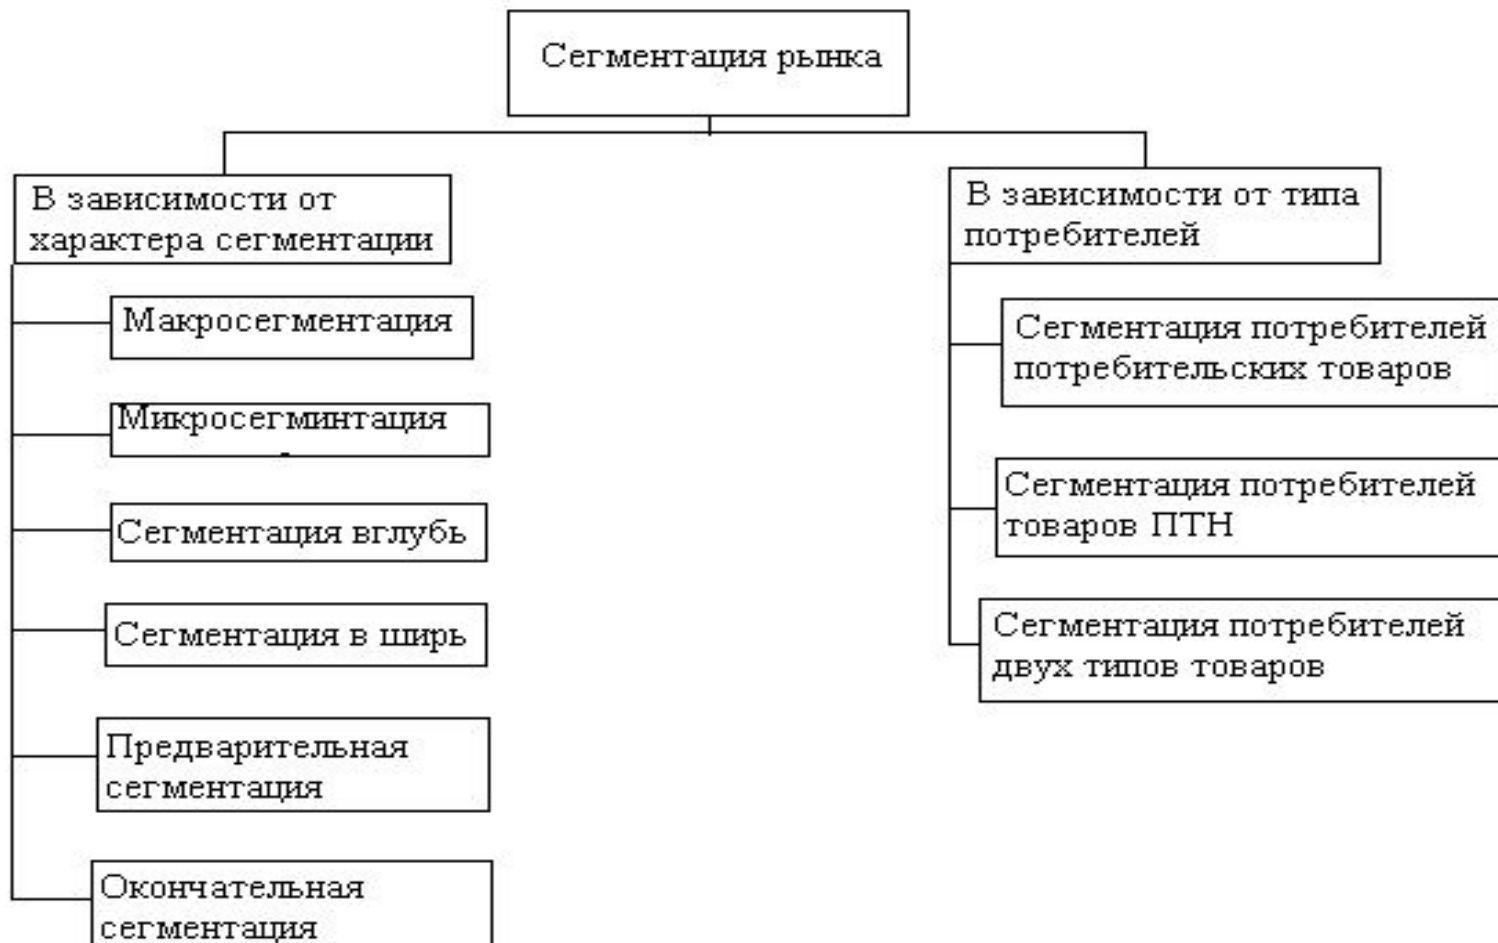 Сегментация рынка
В зависимости от
характера сегментации
Макросегментация
Микросегминтация
Сегментация вглубь
Сегментация в ширь
Предварительная
сегментация
Окончательная
сегментация
В зависимости от типа
потребителей
Сегментация потребителей
потребительских товаров
Сегментация потребителей
товаров ПТН
Сегментация потребителей
двух типов товаров